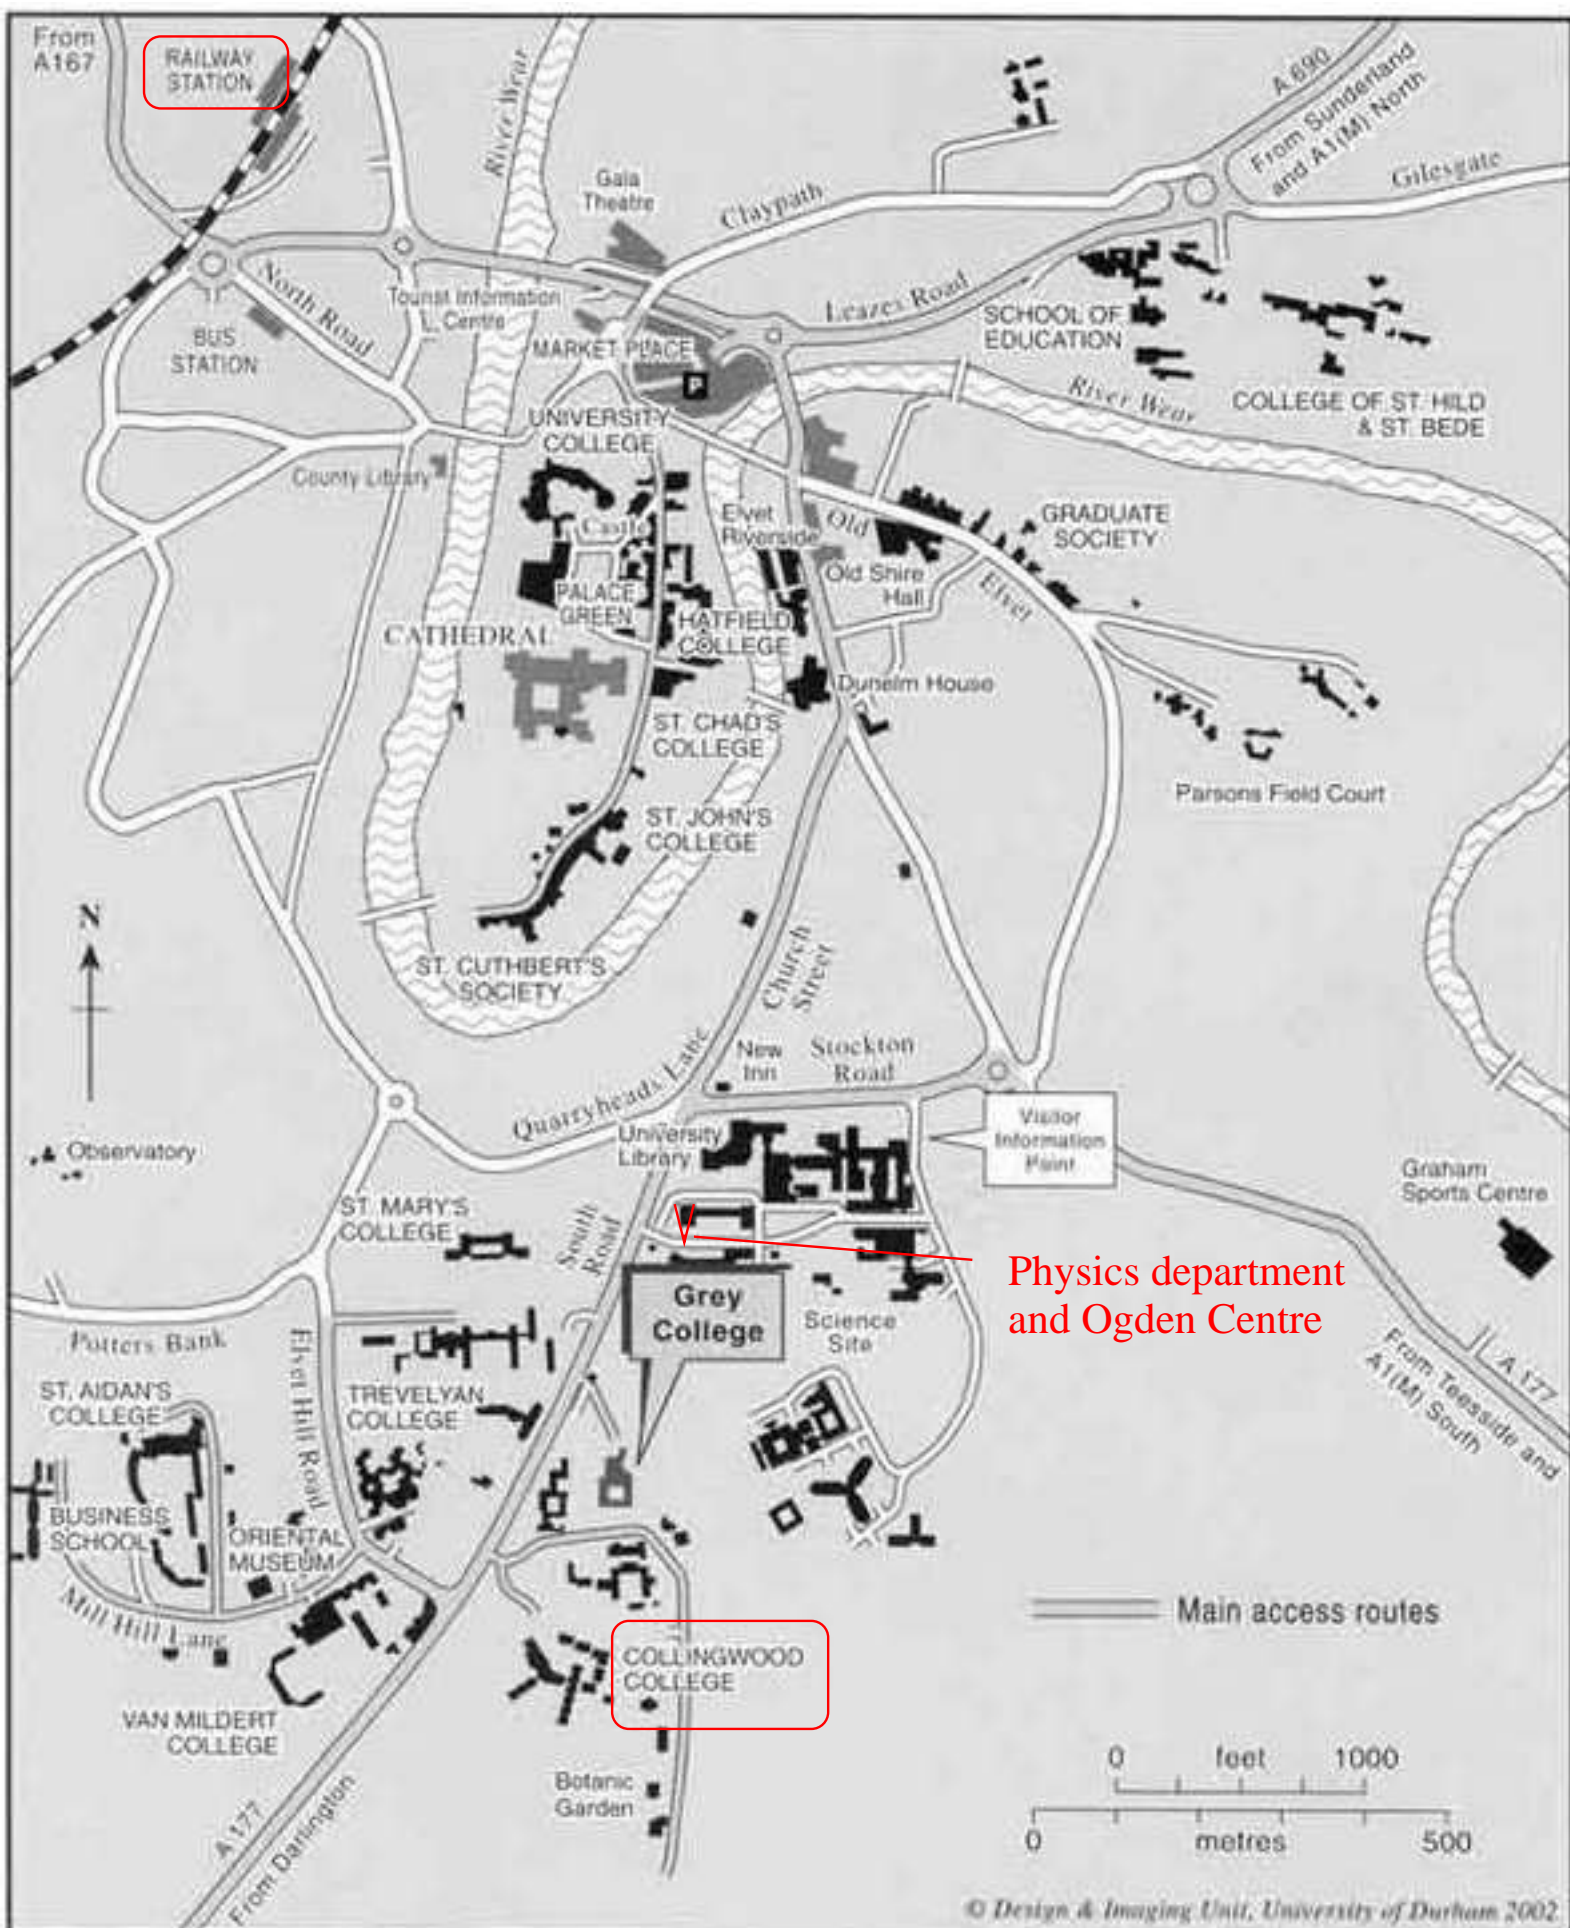 From
A167
RAILWAY
STATION
River Wear
A 690
From Sunderland
and A1(M) North
Gilesgate
Gala
Theatre
Claypath
North Road
Tourist Information
Centre
Leazes Road
BUS
STATION
MARKET PLACE
P
SCHOOL OF
EDUCATION
River Wear
COLLEGE OF ST. HILD
& ST. BEDE
UNIVERSITY
COLLEGE
County Library
Castle
Elvet
Riverside
Old
Elvet
GRADUATE
SOCIETY
Old Shire
Hall
PALACE
GREEN
CATHEDRAL
HATFIELD
COLLEGE
Dunelm House
ST. CHAD'S
COLLEGE
Parsons Field Court
ST. JOHN'S
COLLEGE
N
Church
Street
ST. CUTHBERT'S
SOCIETY
Quarryheads Lane
New
Inn
Stockton
Road
Visitor
Information
Point
University
Library
Observatory
Graham
Sports Centre
ST. MARY'S
COLLEGE
South
Road
Physics department
and Ogden Centre
Grey
College
Science
Site
Potters Bank
Elvet Hill Road
From Teesside and
A1(M) South
A 177
ST. AIDAN'S
COLLEGE
TREVELYAN
COLLEGE
BUSINESS
SCHOOL
ORIENTAL
MUSEUM
Mill Hill Lane
Main access routes
COLLINGWOOD
COLLEGE
VAN MILDERT
COLLEGE
Botanic
Garden
A 177
From Darlington
0 feet 1000
0 metres 500
© Design & Imaging Unit, University of Durham 2002